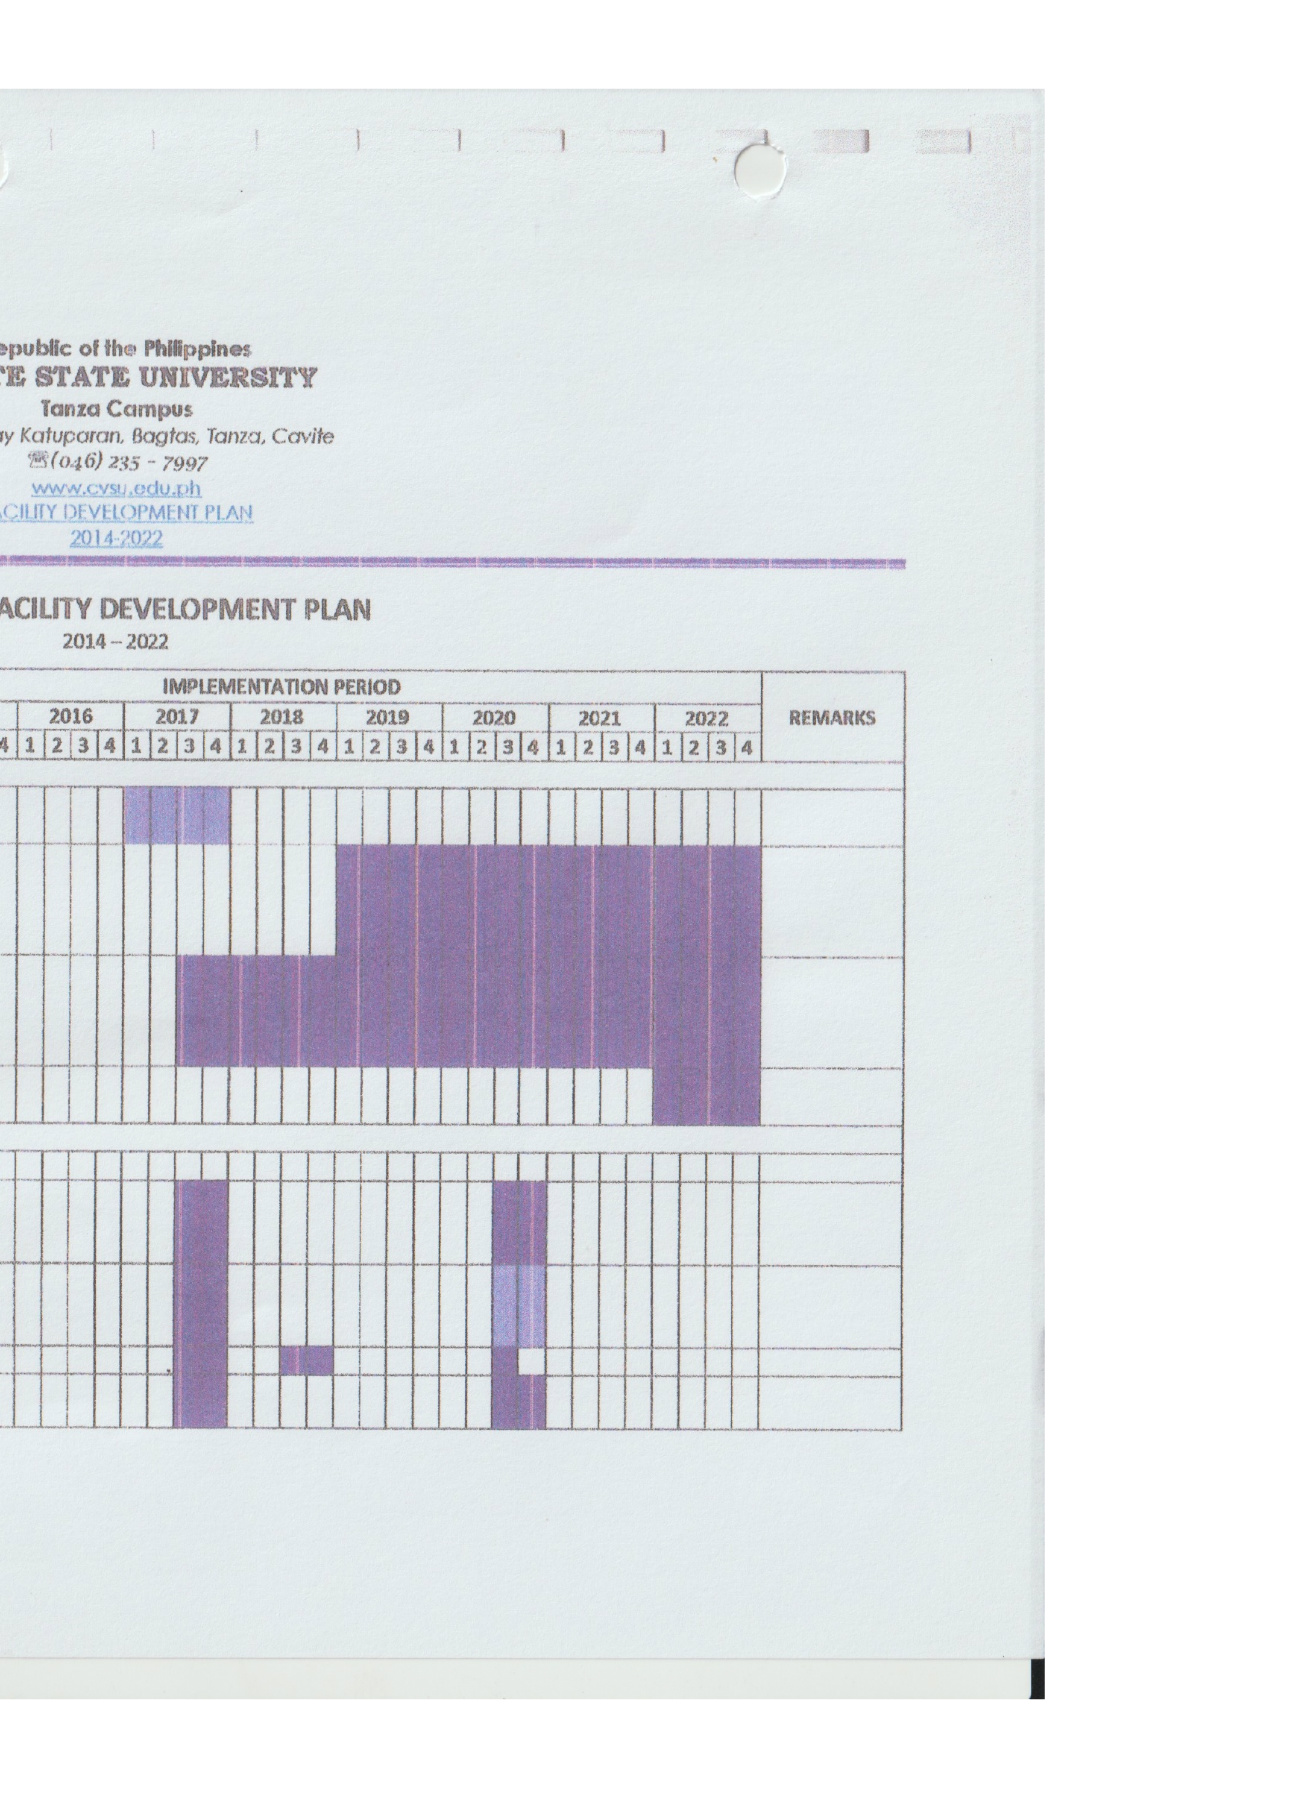 epublic of the Philippines
TE STATE UNIVERSITY
Tanza Campus
ay Katuparan, Bagtas, Tanza, Cavite
☏(046) 235 - 7997
www.cvsu.edu.ph
ACILITY DEVELOPMENT PLAN
2014-2022
ACILITY DEVELOPMENT PLAN
2014 – 2022
IMPLEMENTATION PERIOD
2016 2017 2018 2019 2020 2021 2022 REMARKS
4 1 2 3 4 1 2 3 4 1 2 3 4 1 2 3 4 1 2 3 4 1 2 3 4 1 2 3 4